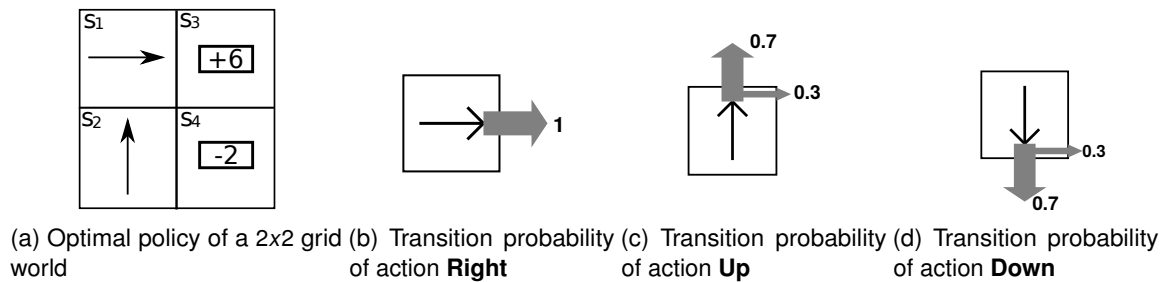 S1
S3
+6
S2
S4
-2
1
0.7
0.3
0.3
0.7
(a) Optimal policy of a 2x2 grid
world
(b) Transition probability
of action Right
(c) Transition probability
of action Up
(d) Transition probability
of action Down